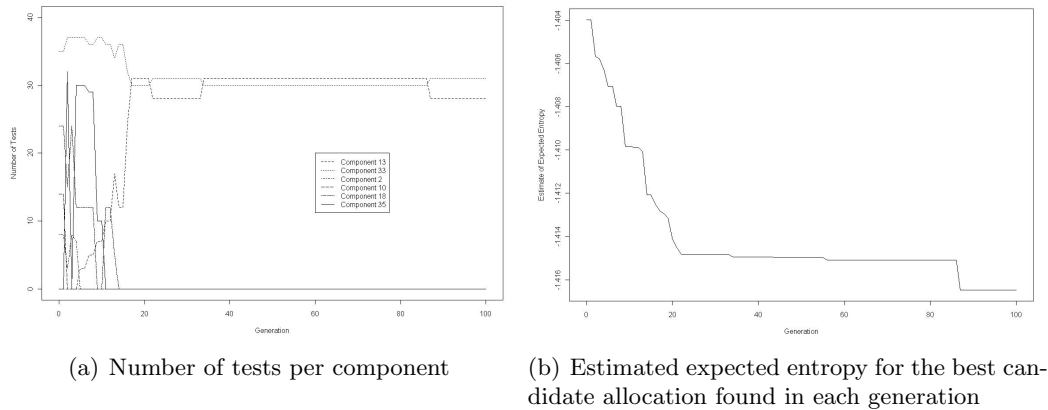 40
30
20
10
0
Number of Tests
Component 13
Component 33
Component 2
Component 10
Component 18
Component 35
0 20 40 60 80 100
Generation
(a) Number of tests per component
-1.404
-1.406
-1.408
-1.410
-1.412
-1.414
-1.416
Estimate of Expected Entropy
0 20 40 60 80 100
Generation
(b) Estimated expected entropy for the best can-
didate allocation found in each generation